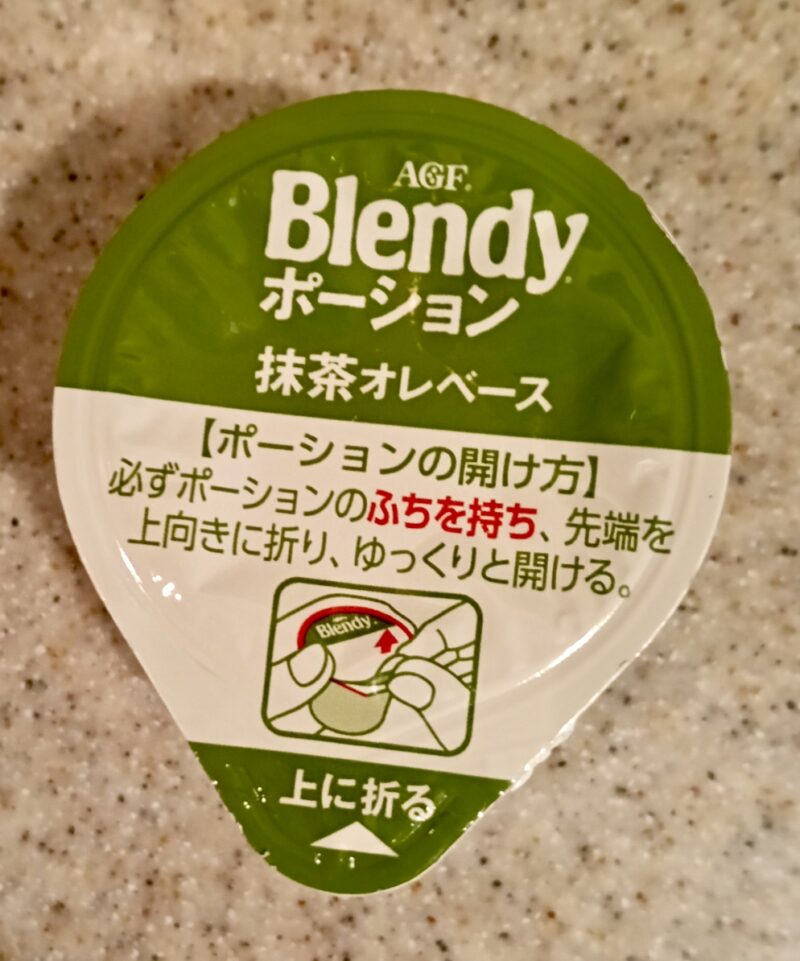 AGF®
Blendy®
ポーション
抹茶オレベース
【ポーションの開け方】
必ずポーションのふちを持ち、先端を
上向きに折り、ゆっくりと開ける。
Blendy
上に折る